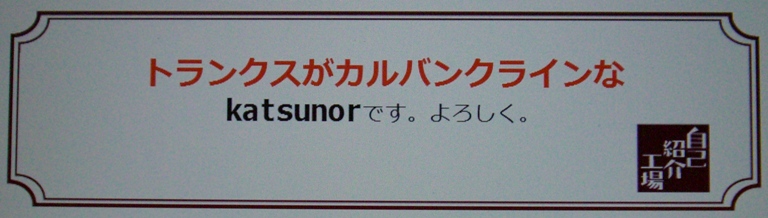 トランクスがカルバンクラインな
katsunorです。よろしく。
自己
紹介
工場